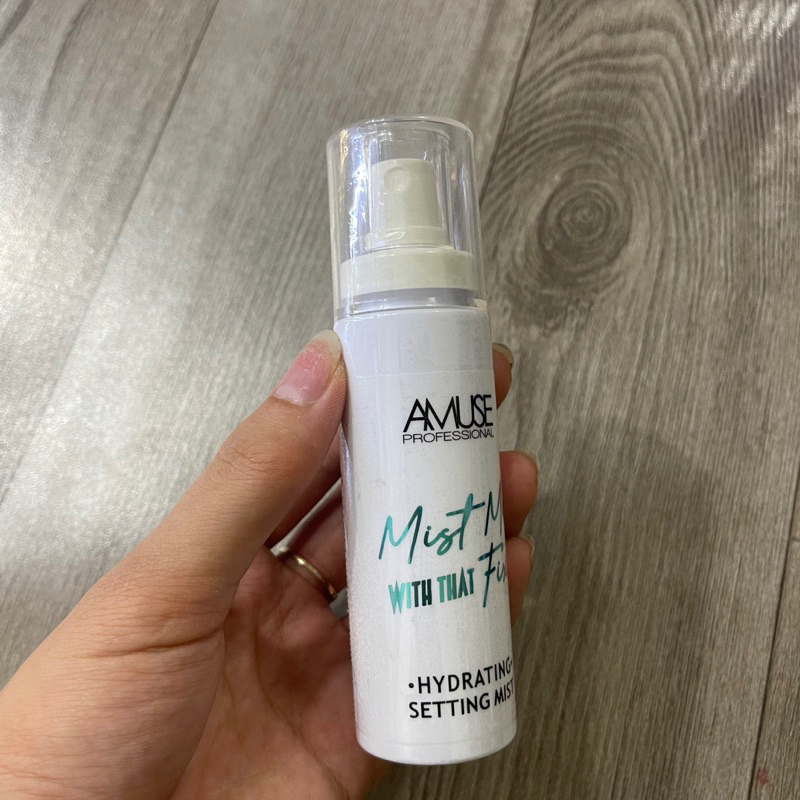 AMUSE
PROFESSIONAL
Mist
WITH THAT
•HYDRATING•
SETTING MIST